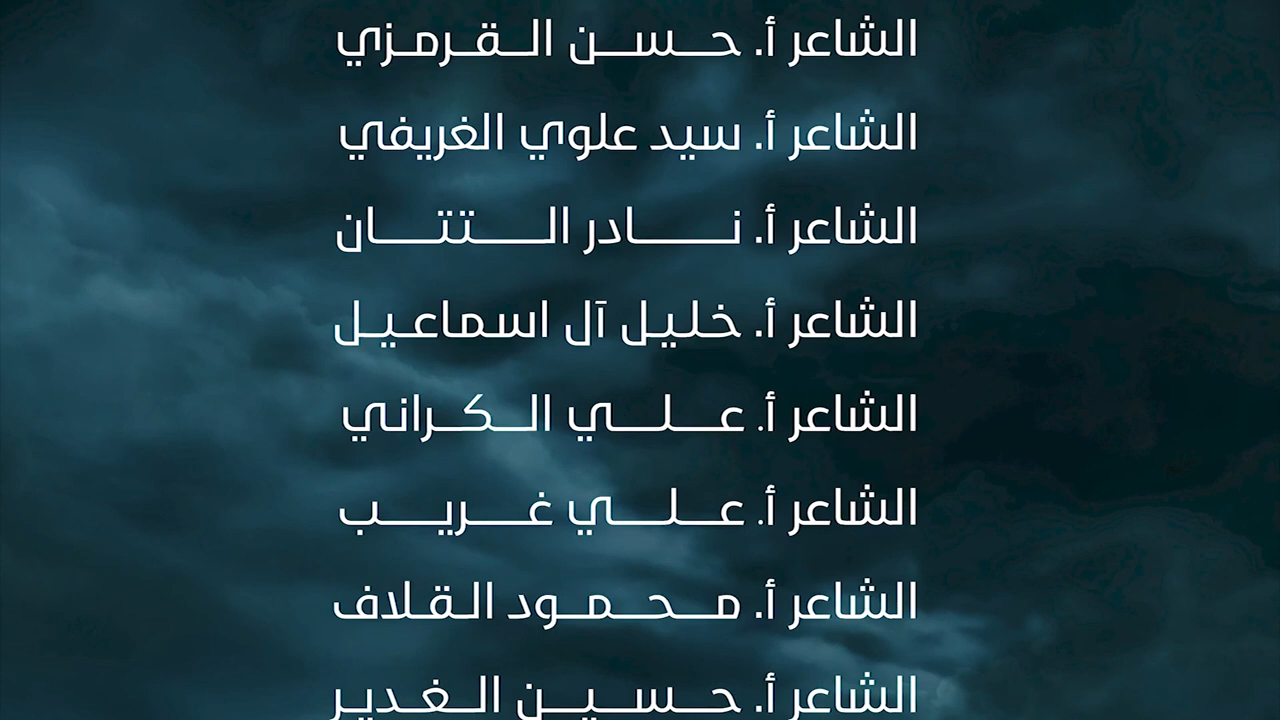 الشاعر أ. حسن القرمزي
الشاعر أ. سيد علوي الغريفي
الشاعر أ. نادر التتان
الشاعر أ. خليل آل اسماعيل
الشاعر أ. علي الكراني
الشاعر أ. علي غريب
الشاعر أ. محمود القلاف
الشاعر أ. حسين الغدير